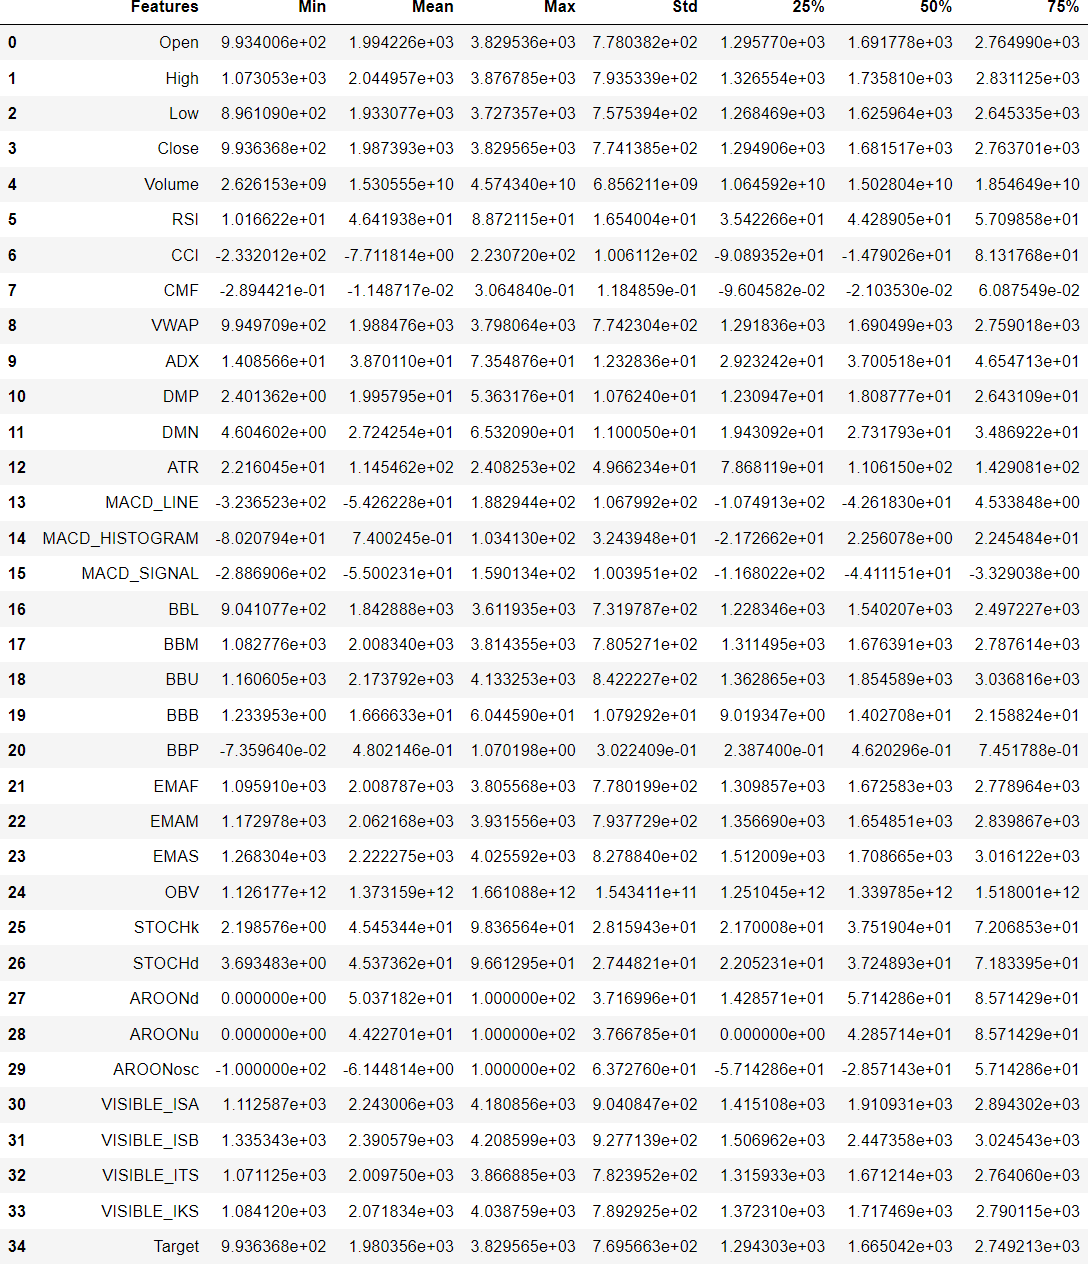 Features Min Mean Max Std 25% 50% 75%
0 Open 9.934006e+02 1.994226e+03 3.829536e+03 7.780382e+02 1.295770e+03 1.691778e+03 2.764990e+03
1 High 1.073053e+03 2.044957e+03 3.876785e+03 7.935339e+02 1.326554e+03 1.735810e+03 2.831125e+03
2 Low 8.961090e+02 1.933077e+03 3.727357e+03 7.575394e+02 1.268469e+03 1.625964e+03 2.645335e+03
3 Close 9.936368e+02 1.987393e+03 3.829565e+03 7.741385e+02 1.294906e+03 1.681517e+03 2.763701e+03
4 Volume 2.626153e+09 1.530555e+10 4.574340e+10 6.856211e+09 1.064592e+10 1.502804e+10 1.854649e+10
5 RSI 1.016622e+01 4.641938e+01 8.872115e+01 1.654004e+01 3.542266e+01 4.428905e+01 5.709858e+01
6 CCI -2.332012e+02 -7.711814e+00 2.230720e+02 1.006112e+02 -9.089352e+01 -1.479026e+01 8.131768e+01
7 CMF -2.894421e-01 -1.148717e-02 3.064840e-01 1.184859e-01 -9.604582e-02 -2.103530e-02 6.087549e-02
8 VWAP 9.949709e+02 1.988476e+03 3.798064e+03 7.742304e+02 1.291836e+03 1.690499e+03 2.759018e+03
9 ADX 1.408566e+01 3.870110e+01 7.354876e+01 1.232836e+01 2.923242e+01 3.700518e+01 4.654713e+01
10 DMP 2.401362e+00 1.995795e+01 5.363176e+01 1.076240e+01 1.230947e+01 1.808777e+01 2.643109e+01
11 DMN 4.604602e+00 2.724254e+01 6.532090e+01 1.100050e+01 1.943092e+01 2.731793e+01 3.486922e+01
12 ATR 2.216045e+01 1.145462e+02 2.408253e+02 4.966234e+01 7.868119e+01 1.106150e+02 1.429081e+02
13 MACD_LINE -3.236523e+02 -5.426228e+01 1.882944e+02 1.067992e+02 -1.074913e+02 -4.261830e+01 4.533848e+00
14 MACD_HISTOGRAM -8.020794e+01 7.400245e-01 1.034130e+02 3.243948e+01 -2.172662e+01 2.256078e+00 2.245484e+01
15 MACD_SIGNAL -2.886906e+02 -5.500231e+01 1.590134e+02 1.003951e+02 -1.168022e+02 -4.411151e+01 -3.329038e+00
16 BBL 9.041077e+02 1.842888e+03 3.611935e+03 7.319787e+02 1.228346e+03 1.540207e+03 2.497227e+03
17 BBM 1.082776e+03 2.008340e+03 3.814355e+03 7.805271e+02 1.311495e+03 1.676391e+03 2.787614e+03
18 BBU 1.160605e+03 2.173792e+03 4.133253e+03 8.422227e+02 1.362865e+03 1.854589e+03 3.036816e+03
19 BBB 1.233953e+00 1.666633e+01 6.044590e+01 1.079292e+01 9.019347e+00 1.402708e+01 2.158824e+01
20 BBP -7.359640e-02 4.802146e-01 1.070198e+00 3.022409e-01 2.387400e-01 4.620296e-01 7.451788e-01
21 EMAF 1.095910e+03 2.008787e+03 3.805568e+03 7.780199e+02 1.309857e+03 1.672583e+03 2.778964e+03
22 EMAM 1.172978e+03 2.062168e+03 3.931556e+03 7.937729e+02 1.356690e+03 1.654851e+03 2.839867e+03
23 EMAS 1.268304e+03 2.222275e+03 4.025592e+03 8.278840e+02 1.512009e+03 1.708665e+03 3.016122e+03
24 OBV 1.126177e+12 1.373159e+12 1.661088e+12 1.543411e+11 1.251045e+12 1.339785e+12 1.518001e+12
25 STOCHk 2.198576e+00 4.545344e+01 9.836564e+01 2.815943e+01 2.170008e+01 3.751904e+01 7.206853e+01
26 STOCHd 3.693483e+00 4.537362e+01 9.661295e+01 2.744821e+01 2.205231e+01 3.724893e+01 7.183395e+01
27 AROONd 0.000000e+00 5.037182e+01 1.000000e+02 3.716996e+01 1.428571e+01 5.714286e+01 8.571429e+01
28 AROONu 0.000000e+00 4.422701e+01 1.000000e+02 3.766785e+01 0.000000e+00 4.285714e+01 8.571429e+01
29 AROONosc -1.000000e+02 -6.144814e+00 1.000000e+02 6.372760e+01 -5.714286e+01 -2.857143e+01 5.714286e+01
30 VISIBLE_ISA 1.112587e+03 2.243006e+03 4.180856e+03 9.040847e+02 1.415108e+03 1.910931e+03 2.894302e+03
31 VISIBLE_ISB 1.335343e+03 2.390579e+03 4.208599e+03 9.277139e+02 1.506962e+03 2.447358e+03 3.024543e+03
32 VISIBLE_ITS 1.071125e+03 2.009750e+03 3.866885e+03 7.823952e+02 1.315933e+03 1.671214e+03 2.764060e+03
33 VISIBLE_IKS 1.084120e+03 2.071834e+03 4.038759e+03 7.892925e+02 1.372310e+03 1.717469e+03 2.790115e+03
34 Target 9.936368e+02 1.980356e+03 3.829565e+03 7.695663e+02 1.294303e+03 1.665042e+03 2.749213e+03